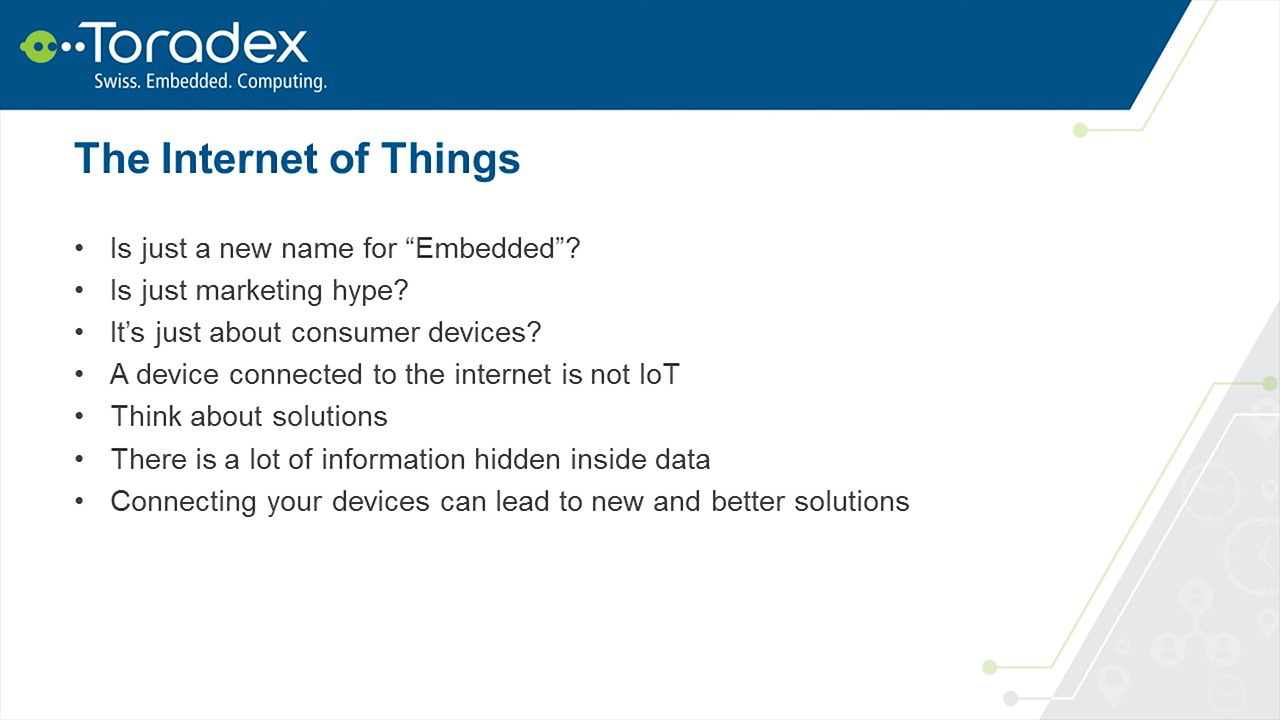 Toradex
Swiss. Embedded. Computing.
The Internet of Things
• Is just a new name for “Embedded”?
• Is just marketing hype?
• It’s just about consumer devices?
• A device connected to the internet is not IoT
• Think about solutions
• There is a lot of information hidden inside data
• Connecting your devices can lead to new and better solutions